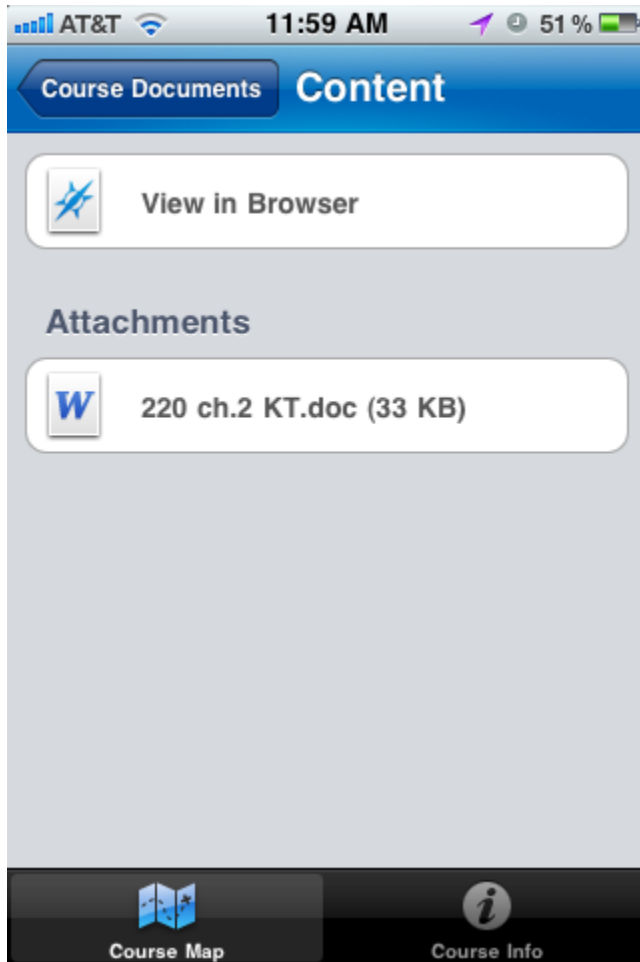 AT&T 11:59 AM 51 %
Course Documents Content
View in Browser
Attachments
W 220 ch.2 KT.doc (33 KB)
i
Course Map Course Info